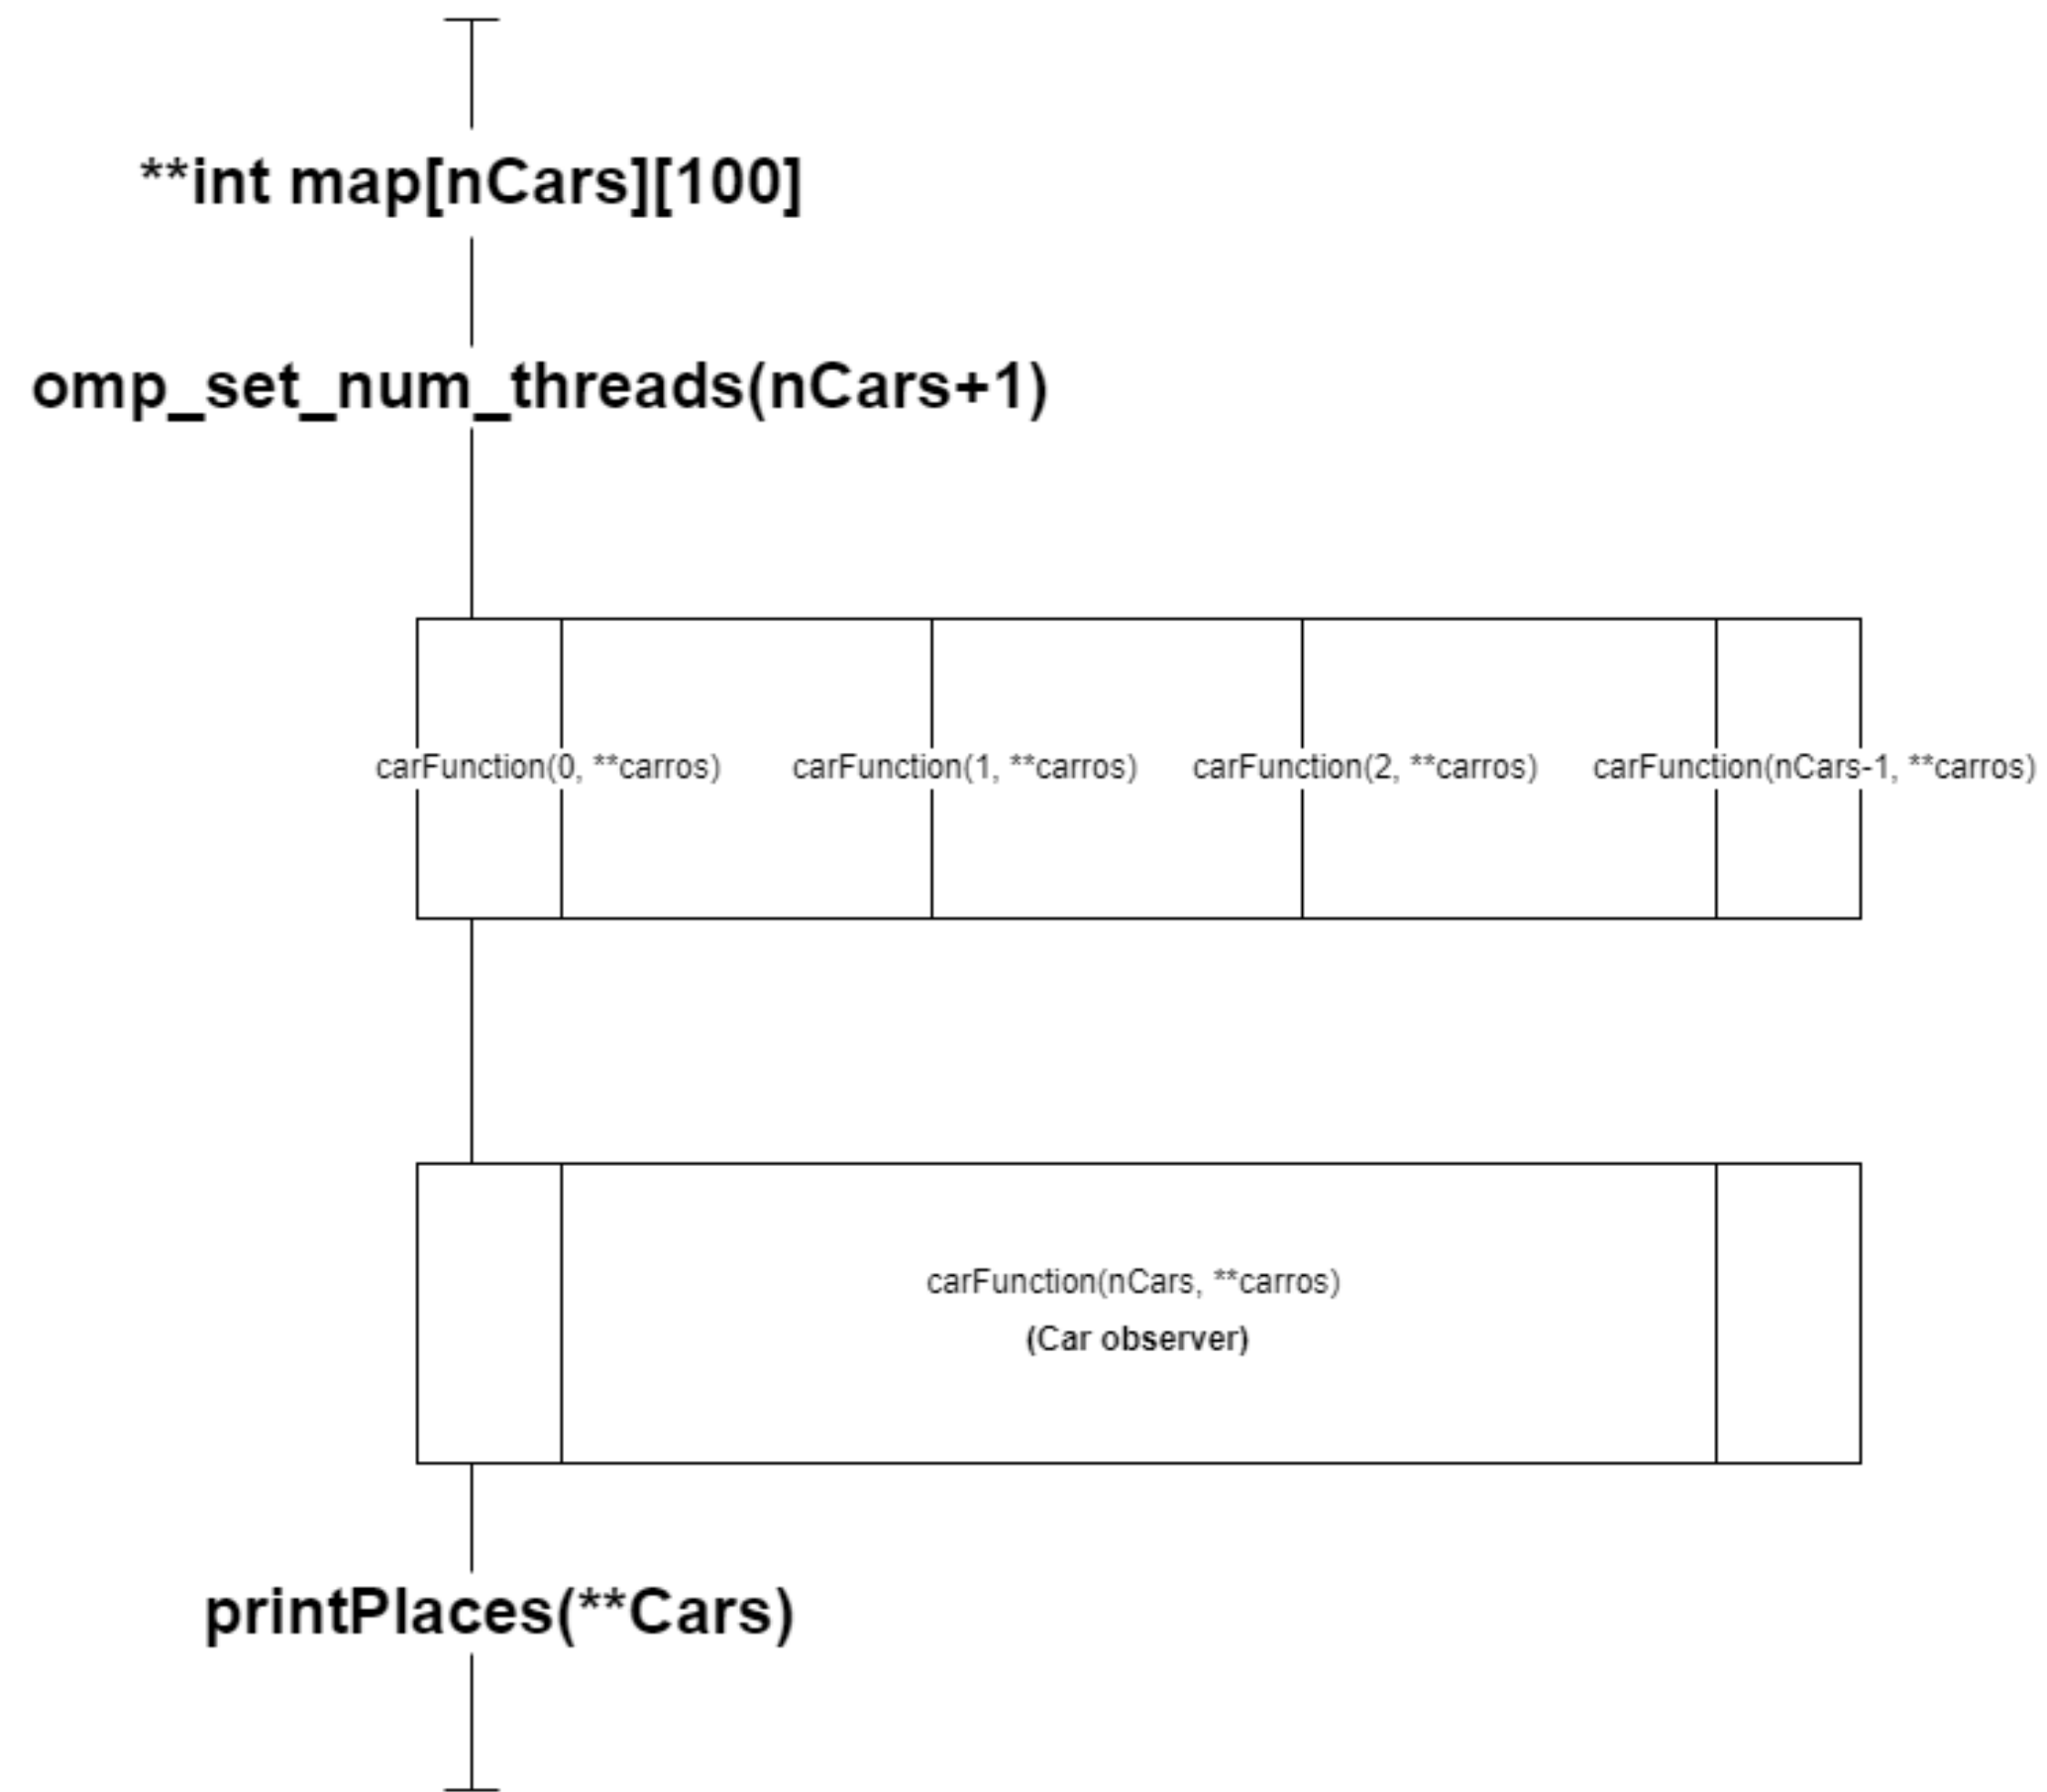 **int map[nCars][100]
omp_set_num_threads(nCars+1)
carFunction(0, **carros)
carFunction(1, **carros)
carFunction(2, **carros)
carFunction(nCars-1, **carros)
carFunction(nCars, **carros)
(Car observer)
printPlaces(**Cars)